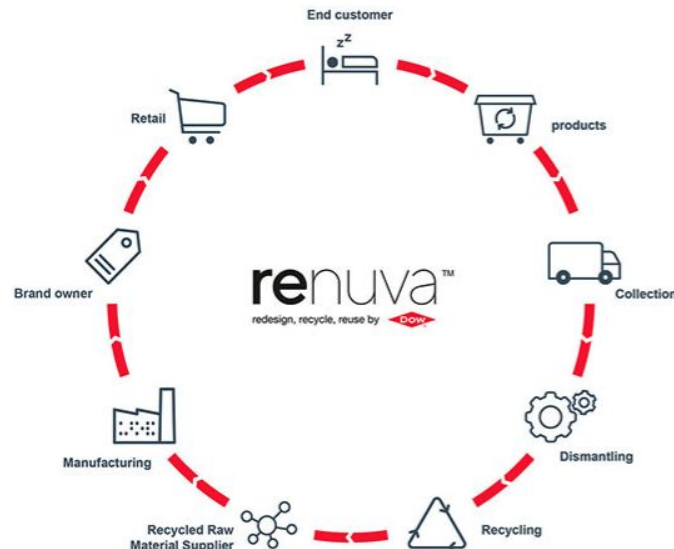 End customer
zz
products
Retail
Brand owner
Collection
renuva™
redesign, recycle, reuse by Dow
Manufacturing
Dismantling
Recycled Raw
Material Supplier
Recycling